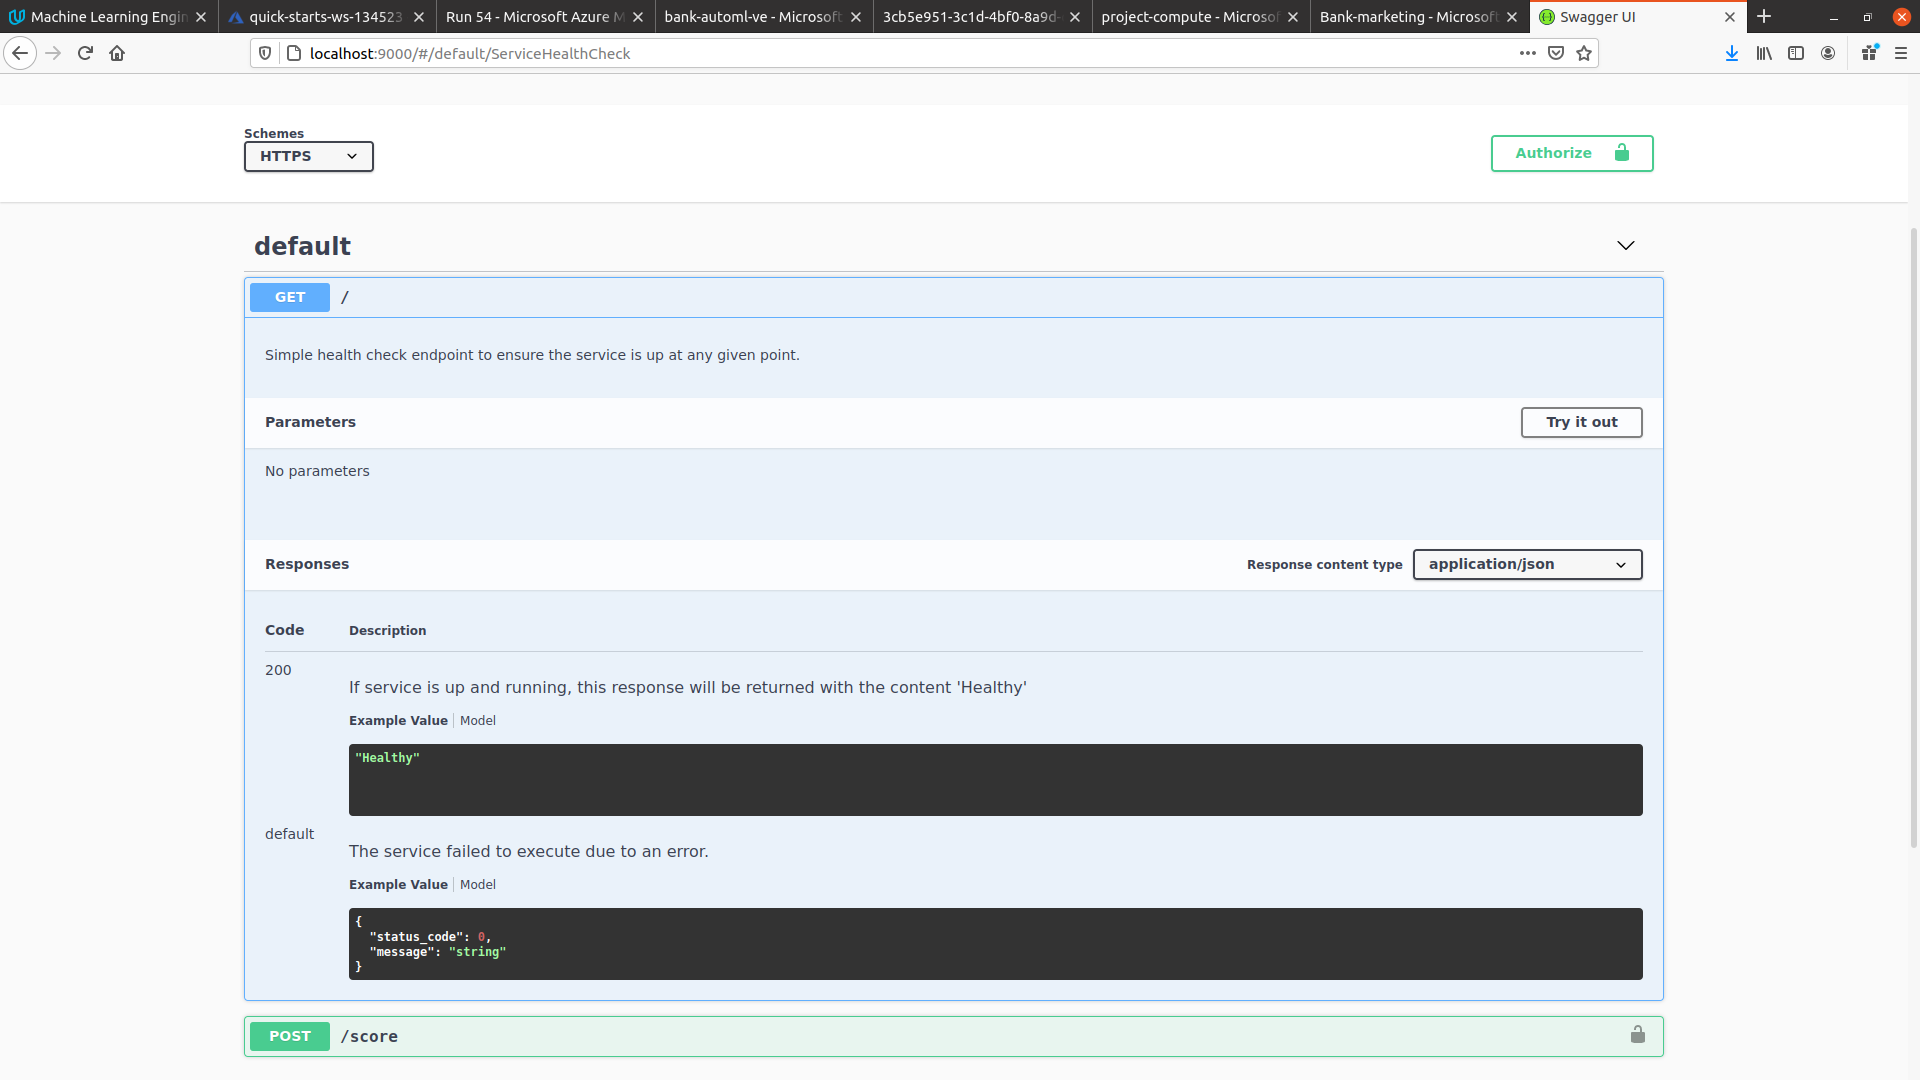 Machine Learning Engin
quick-starts-ws-134523
Run 54 - Microsoft Azure M
bank-automl-ve - Microsoft
3cb5e951-3c1d-4bf0-8a9d-
project-compute - Microsof
Bank-marketing - Microsoft
Swagger UI
localhost:9000/#/default/ServiceHealthCheck
Schemes
HTTPS
Authorize
default
GET /
Simple health check endpoint to ensure the service is up at any given point.
Parameters
Try it out
No parameters
Responses
Response content type
application/json
Code Description
200
If service is up and running, this response will be returned with the content 'Healthy'
Example Value Model
"Healthy"
default
The service failed to execute due to an error.
Example Value Model
{
"status_code": 0,
"message": "string"
}
POST /score